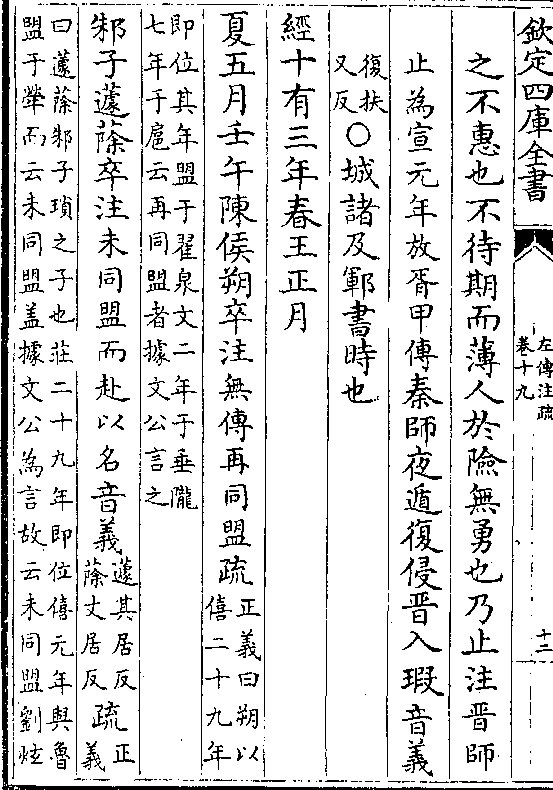 欽定四庫全書
左傳注疏
卷十九
十二
之不惠也不待期而薄人於險無勇也乃止注晉師
止為宣元年放胥甲傳秦師夜遁復侵晉入瑕音義
復扶
又反
○城諸及鄆書時也
經十有三年春王正月
夏五月壬午陳侯朔卒注無傳再同盟疏
正義曰朔以
僖二十九年
即位其年盟于翟泉文二年于垂隴
七年于扈云再同盟者據文公言之
邾子蘧蒢卒注未同盟而赴以名音義
蘧其居反
蒢丈居反
疏
正
義
曰蘧蒢邾子瑣之子也莊二十九年即位僖元年與魯
盟于犖而云未同盟蓋據文公為言故云未同盟劉炫